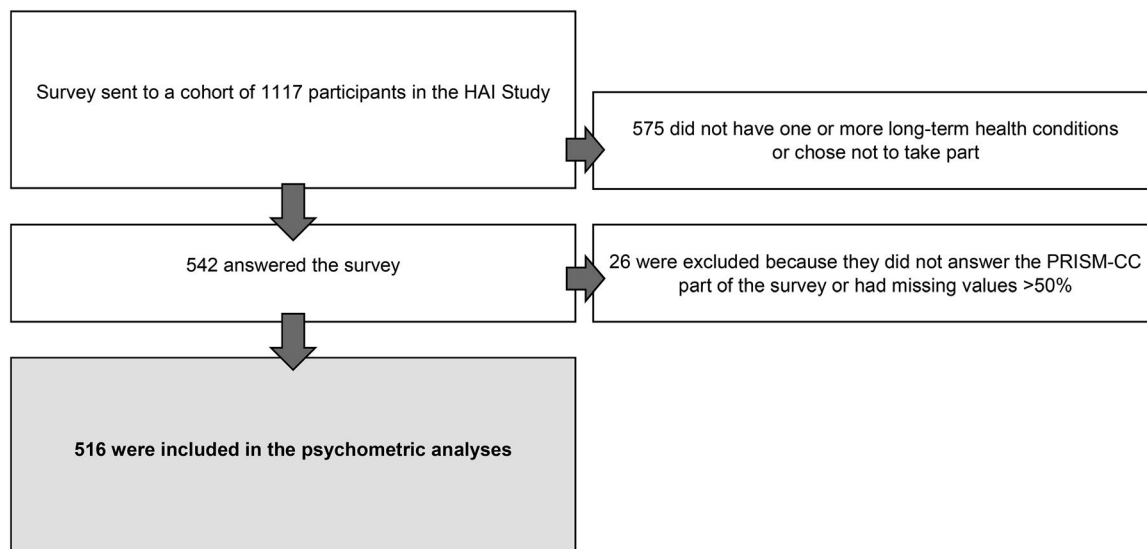 Survey sent to a cohort of 1117 participants in the HAI Study
575 did not have one or more long-term health conditions
or chose not to take part
542 answered the survey
26 were excluded because they did not answer the PRISM-CC
part of the survey or had missing values >50%
516 were included in the psychometric analyses